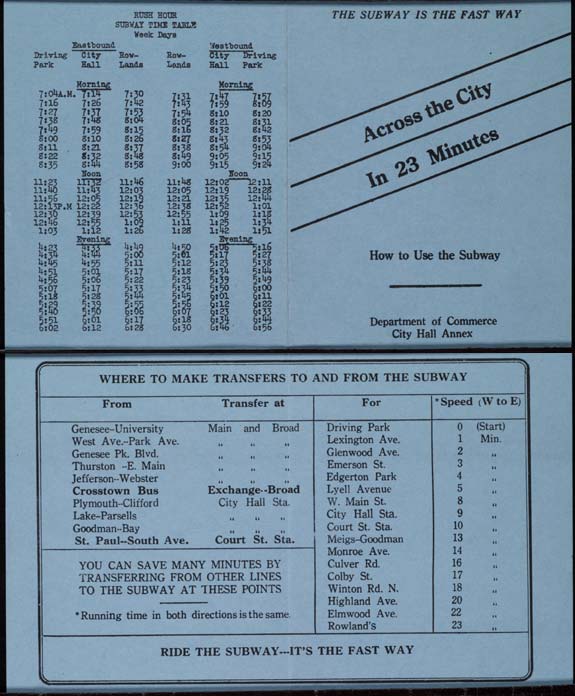 RUSH HOUR
SUBWAY TIME TABLE
Week Days
Eastbound Westbound
Driving City Row- Row- City Driving
Park Hall Lands Lands Hall Park
Morning Morning
7:04A.M. 7:14 7:30 7:31 7:47 7:57
7:16 7:26 7:42 7:43 7:59 8:09
7:27 7:37 7:53 7:54 8:10 8:20
7:38 7:48 8:04 8:05 8:21 8:31
7:49 7:59 8:15 8:16 8:32 8:42
8:00 8:10 8:26 8:27 8:43 8:53
8:11 8:21 8:37 8:38 8:54 9:04
8:22 8:32 8:48 8:49 9:05 9:15
8:35 8:44 8:58 9:00 9:15 9:24
Noon Noon
11:23 11:32 11:46 11:48 12:02 12:11
11:40 11:43 12:03 12:05 12:19 12:28
11:56 12:05 12:19 12:21 12:35 12:44
12:13P.M 12:22 12:36 12:38 12:52 1:01
12:30 12:39 12:53 12:55 1:09 1:18
12:46 12:55 1:09 1:11 1:25 1:34
1:03 1:12 1:26 1:28 1:42 1:51
Evening Evening
4:23 4:33 4:49 4:50 5:06 5:16
4:34 4:44 5:00 5:01 5:17 5:27
4:45 4:55 5:11 5:12 5:23 5:38
4:51 5:01 5:17 5:18 5:34 5:44
4:56 5:06 5:22 5:23 5:39 5:49
5:07 5:17 5:33 5:34 5:50 6:00
5:18 5:28 5:44 5:45 6:01 6:11
5:29 5:39 5:55 5:56 6:12 6:22
5:40 5:50 6:06 6:07 6:23 6:33
5:51 6:01 6:17 6:18 6:34 6:44
6:02 6:12 6:28 6:30 6:46 6:56
THE SUBWAY IS THE FAST WAY
Across the City
In 23 Minutes
How to Use the Subway
Department of Commerce
City Hall Annex
WHERE TO MAKE TRANSFERS TO AND FROM THE SUBWAY
From Transfer at
Genesee-University Main and Broad
West Ave.-Park Ave. " " "
Genesee Pk. Blvd. " " "
Thurston -E. Main " " "
Jefferson-Webster " " "
Crosstown Bus Exchange--Broad
Plymouth-Clifford City Hall Sta.
Lake-Parsells " " "
Goodman-Bay " " "
St. Paul--South Ave. Court St. Sta.
YOU CAN SAVE MANY MINUTES BY
TRANSFERRING FROM OTHER LINES
TO THE SUBWAY AT THESE POINTS
*Running time in both directions is the same.
For *Speed (W to E)
Driving Park 0 (Start)
Lexington Ave. 1 Min.
Glenwood Ave. 2 "
Emerson St. 3 "
Edgerton Park 4 "
Lyell Avenue 5 "
W. Main St. 8 "
City Hall Sta. 9 "
Court St. Sta. 10 "
Meigs-Goodman 13 "
Monroe Ave. 14 "
Culver Rd. 16 "
Colby St. 17 "
Winton Rd. N. 18 "
Highland Ave. 20 "
Elmwood Ave. 22 "
Rowland's 23 "
RIDE THE SUBWAY---IT'S THE FAST WAY